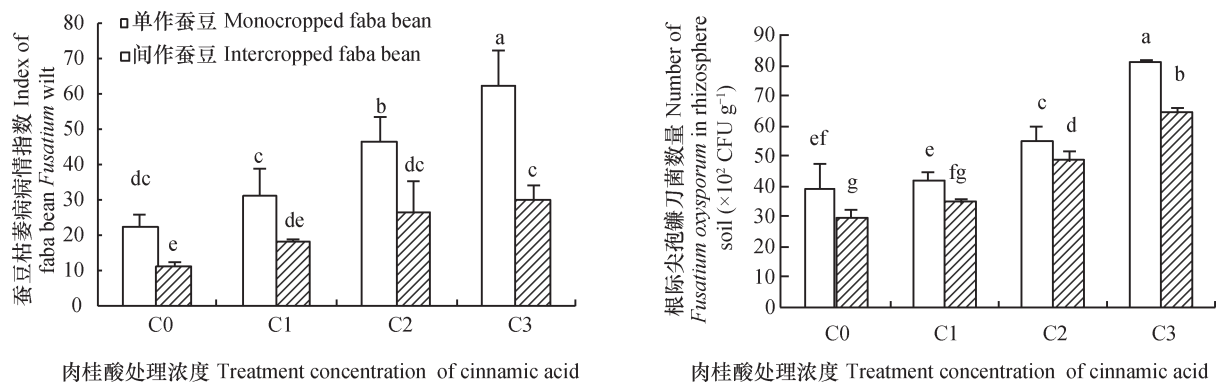 蚕豆枯萎病病情指数 Index of
faba bean Fusatium wilt
80
70
60
50
40
30
20
10
0
单作蚕豆 Monocropped faba bean
间作蚕豆 Intercropped faba bean
dc
e
c
de
b
dc
a
c
C0
C1
C2
C3
肉桂酸处理浓度 Treatment concentration of cinnamic acid
根际尖孢镰刀菌数量 Number of
Fusatium oxysporum in rhizosphere
soil (×10² CFU g⁻¹)
90
80
70
60
50
40
30
20
10
0
ef
g
e
fg
c
d
a
b
C0
C1
C2
C3
肉桂酸处理浓度 Treatment concentration of cinnamic acid